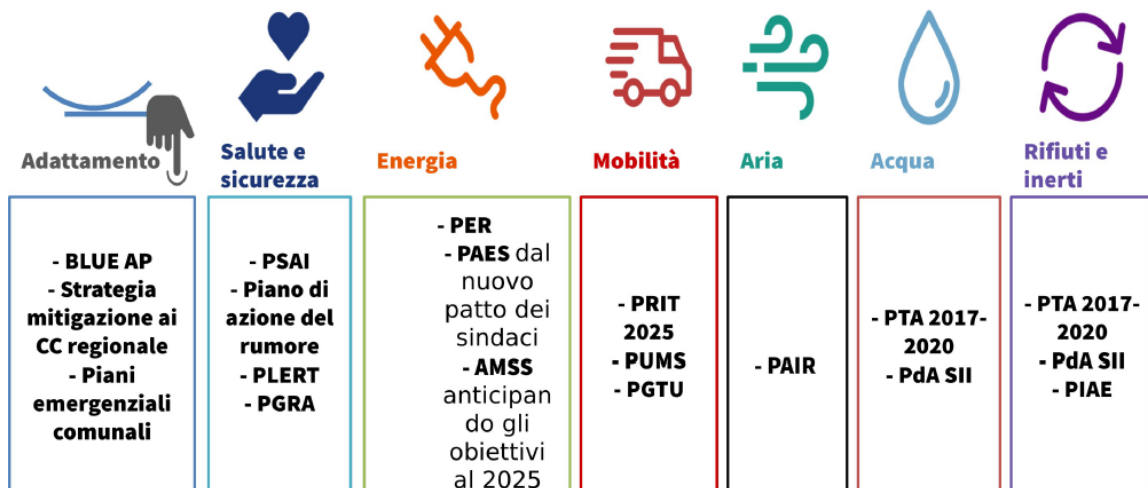 Adattamento
Salute e
sicurezza
Energia
Mobilità
Aria
Acqua
Rifiuti e
inerti
- BLUE AP
- Strategia
mitigazione ai
CC regionale
- Piani
emergenziali
comunali
- PSAI
- Piano di
azione del
rumore
- PLERT
- PGRA
- PER
- PAES dal
nuovo
patto dei
sindaci
- AMSS
anticipan
do gli
obiettivi
al 2025
- PRIT
2025
- PUMS
- PGTU
- PAIR
- PTA 2017-
2020
- PdA SII
- PTA 2017-
2020
- PdA SII
- PIAE